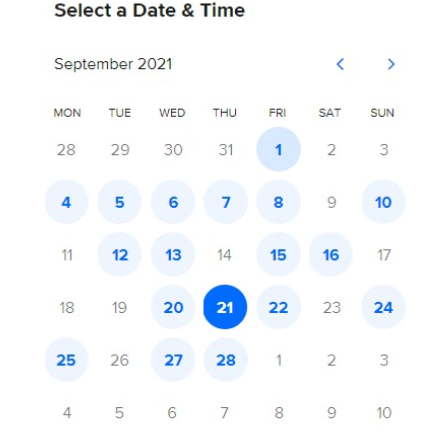 Select a Date & Time
September 2021
MON TUE WED THU FRI SAT SUN
28 29 30 31 1 2 3
4 5 6 7 8 9 10
11 12 13 14 15 16 17
18 19 20 21 22 23 24
25 26 27 28 1 2 3
4 5 6 7 8 9 10